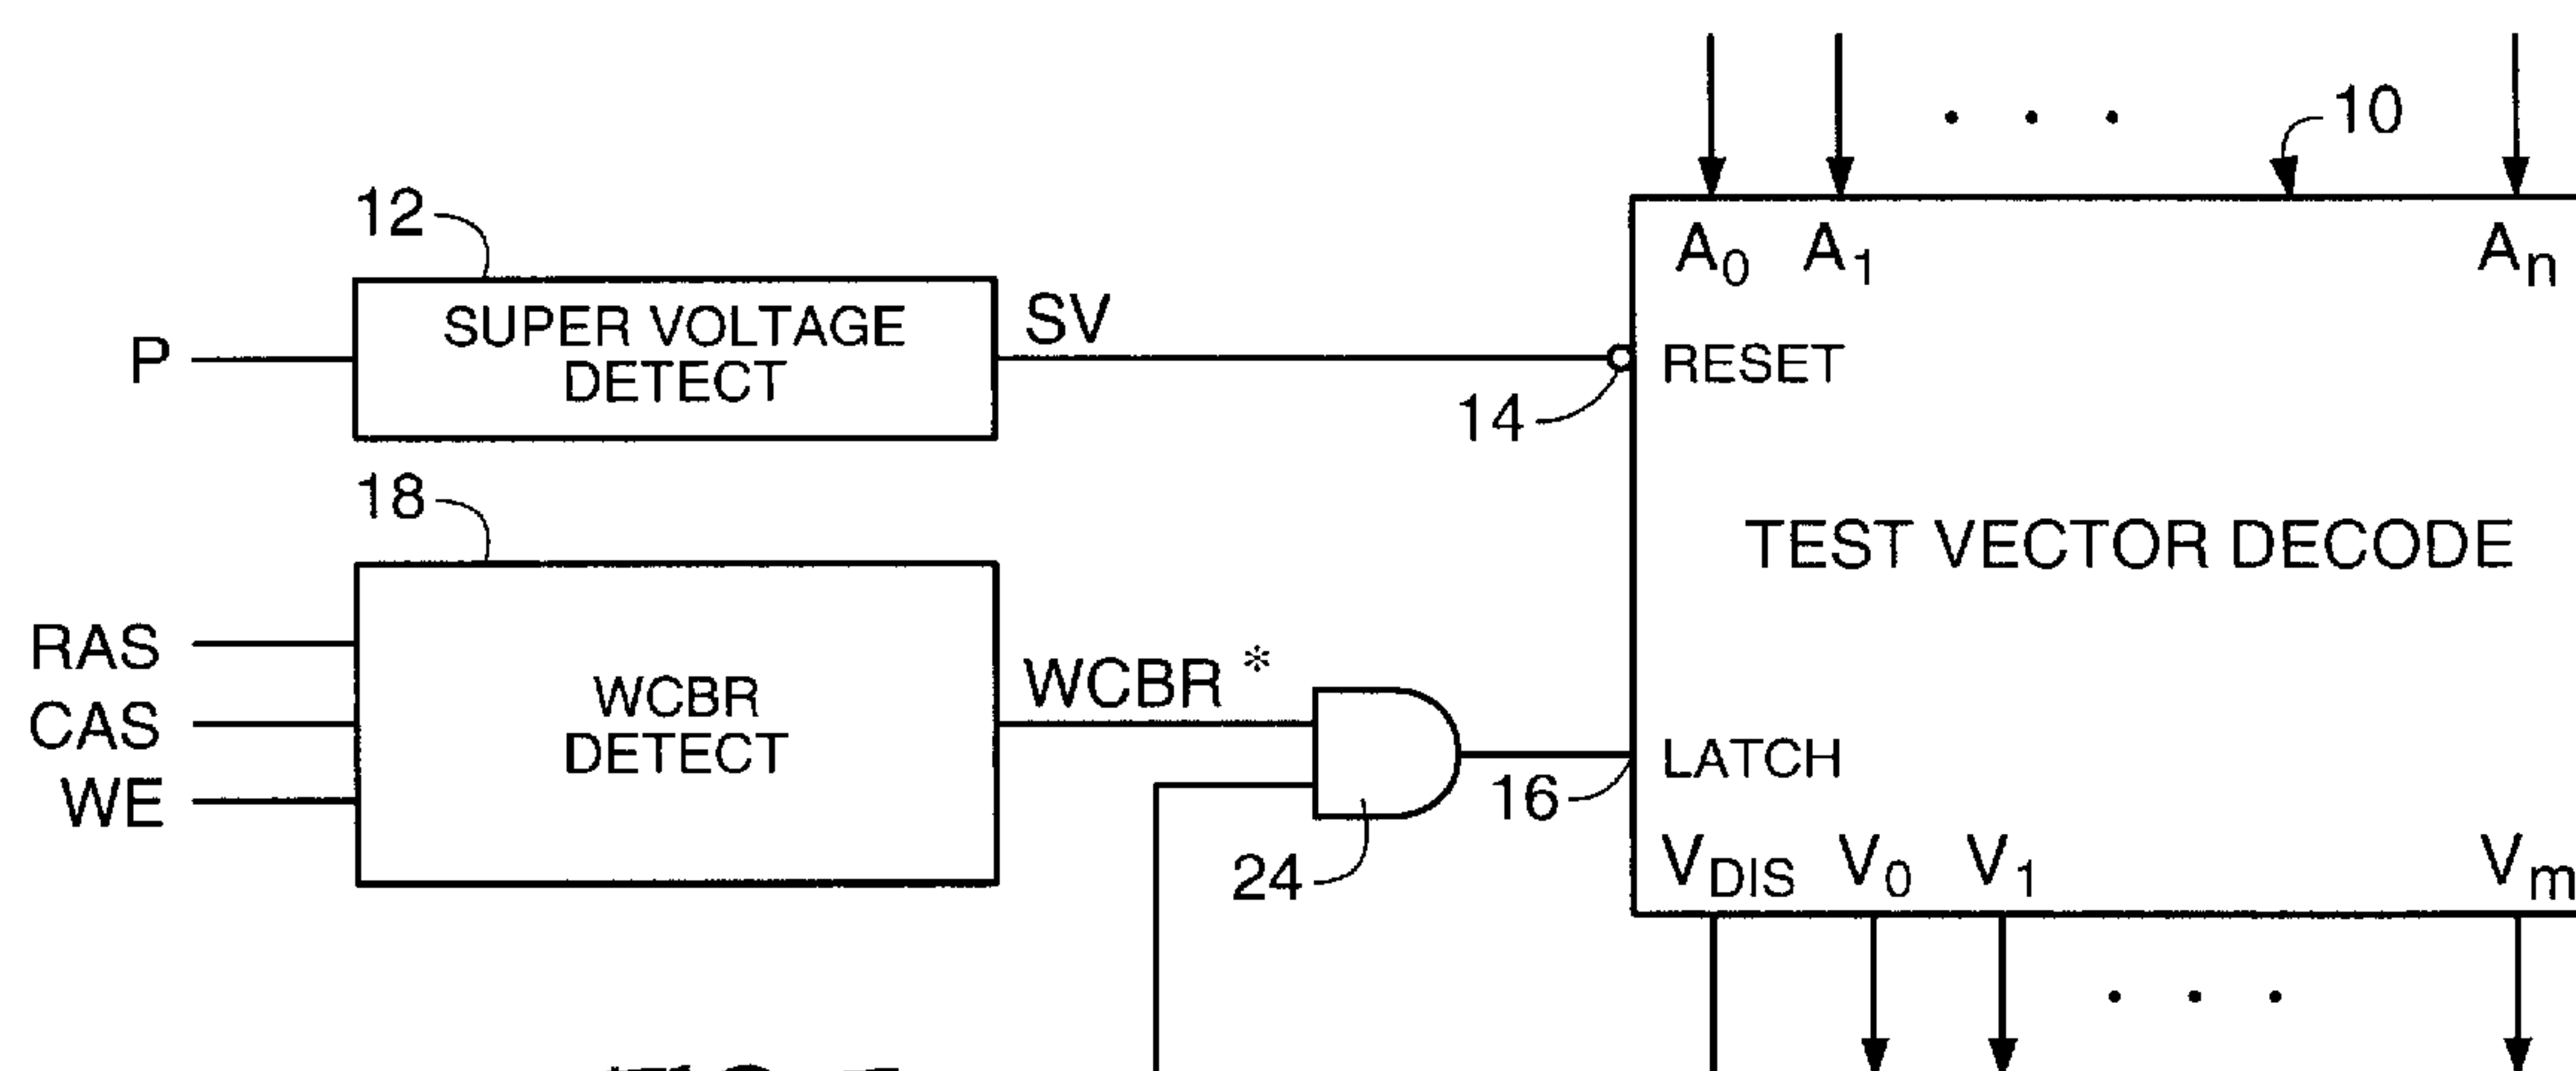 10
12
A0 A1 An
SUPER VOLTAGE
DETECT
SV
P
RESET
14
18
TEST VECTOR DECODE
RAS
CAS
WE
WCBR
DETECT
WCBR *
LATCH
16
24
VDIS V0 V1 Vm